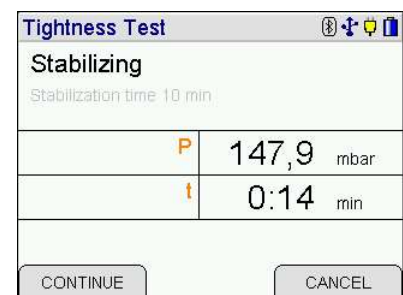 Tightness Test
Stabilizing
Stabilization time 10 min
P 147,9 mbar
t 0:14 min
CONTINUE CANCEL